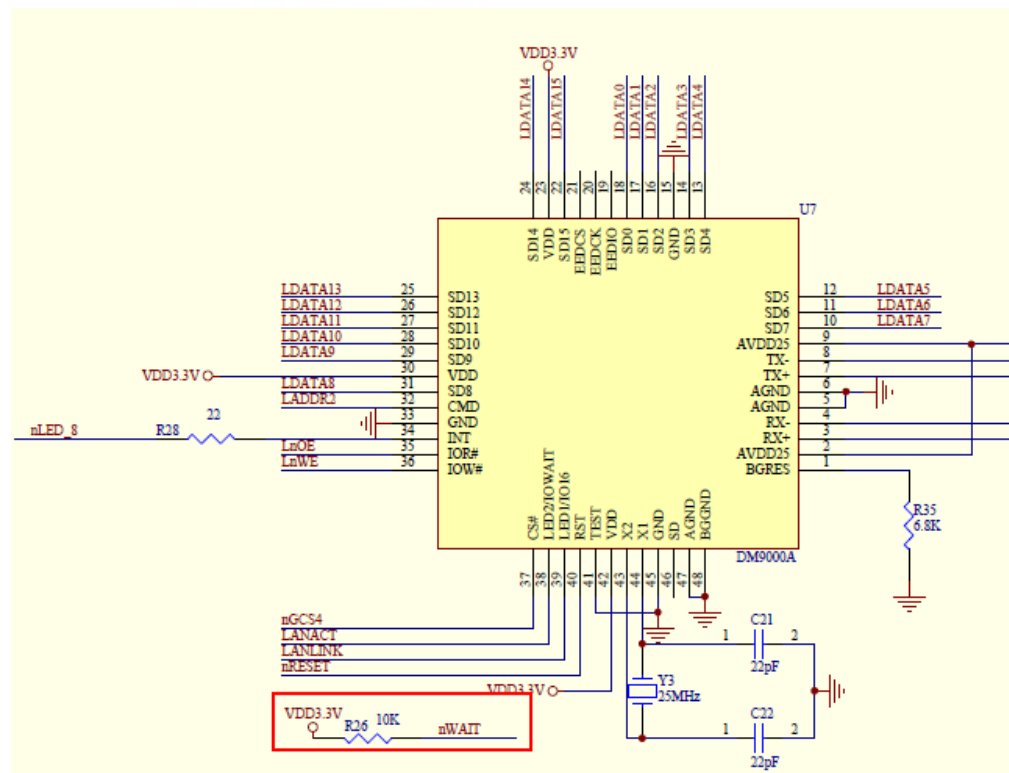 VDD3.3V
LDATA14
LDATA15
LDATA0
LDATA1
LDATA2
LDATA3
LDATA4
24
23
22
21
20
19
18
17
16
15
14
13
U7
SD14
VDD
SD15
EEDCS
EEDCK
EEDIO
SD0
SD1
SD2
GND
SD3
SD4
LDATA13 25 SD13
LDATA12 26 SD12
LDATA11 27 SD11
LDATA10 28 SD10
LDATA9 29 SD9
VDD3.3V 30 VDD
LDATA8 31 SD8
LADDR2 32 CMD
33 GND
nLED_8 R28 22 34 INT
LnOE 35 IOR#
LnWE 36 IOW#
SD5 12 LDATA5
SD6 11 LDATA6
SD7 10 LDATA7
AVDD25 9
TX- 8
TX+ 7
AGND 6
AGND 5
RX- 4
RX+ 3
AVDD25 2
BGRES 1
R35
6.8K
CS#
LED2/IOWAIT
LED1/IO16
RST
TEST
VDD
X2
X1
GND
SD
AGND
BGGND
DM9000A
37
38
39
40
41
42
43
44
45
46
47
48
nGCS4
LANACT
LANLINK
nRESET
VDD3.3V
C21
1 2
22pF
Y3
25MHz
C22
1 2
22pF
VDD3.3V
R26 10K nWAIT